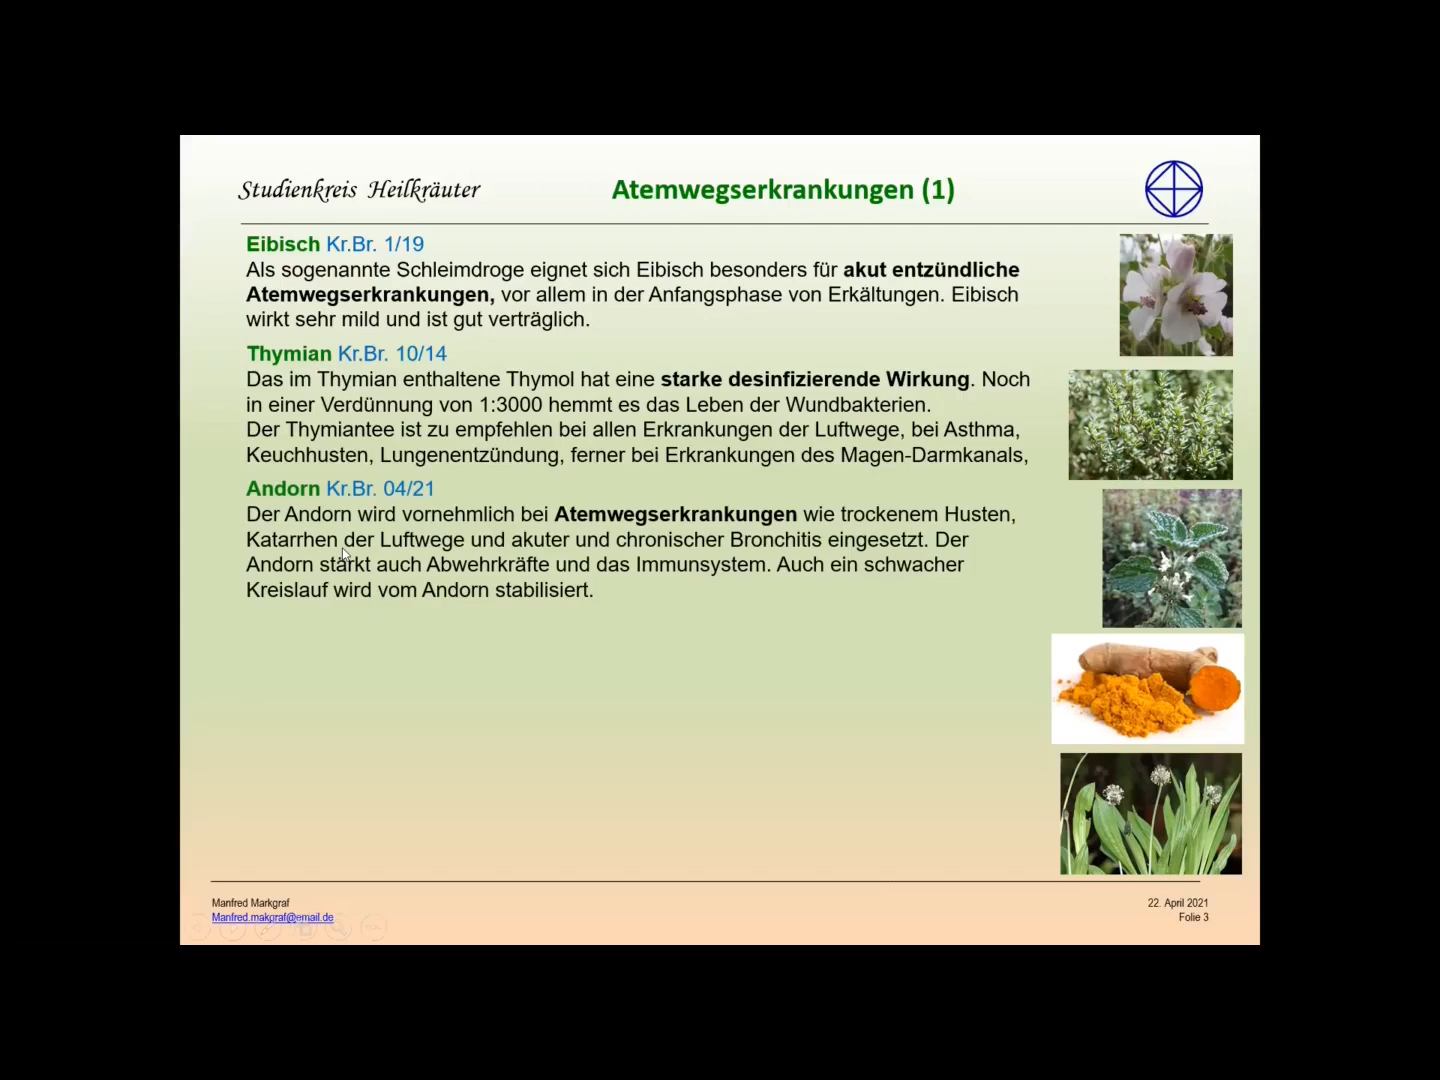 Studienkreis Heilkräuter
Atemwegserkrankungen (1)
Eibisch Kr.Br. 1/19
Als sogenannte Schleimdroge eignet sich Eibisch besonders für akut entzündliche
Atemwegserkrankungen, vor allem in der Anfangsphase von Erkältungen. Eibisch
wirkt sehr mild und ist gut verträglich.
Thymian Kr.Br. 10/14
Das im Thymian enthaltene Thymol hat eine starke desinfizierende Wirkung. Noch
in einer Verdünnung von 1:3000 hemmt es das Leben der Wundbakterien.
Der Thymiantee ist zu empfehlen bei allen Erkrankungen der Luftwege, bei Asthma,
Keuchhusten, Lungenentzündung, ferner bei Erkrankungen des Magen-Darmkanals,
Andorn Kr.Br. 04/21
Der Andorn wird vornehmlich bei Atemwegserkrankungen wie trockenem Husten,
Katarrhen der Luftwege und akuter und chronischer Bronchitis eingesetzt. Der
Andorn stärkt auch Abwehrkräfte und das Immunsystem. Auch ein schwacher
Kreislauf wird vom Andorn stabilisiert.
Manfred Markgraf
Manfred.makgraf@email.de
22. April 2021
Folie 3